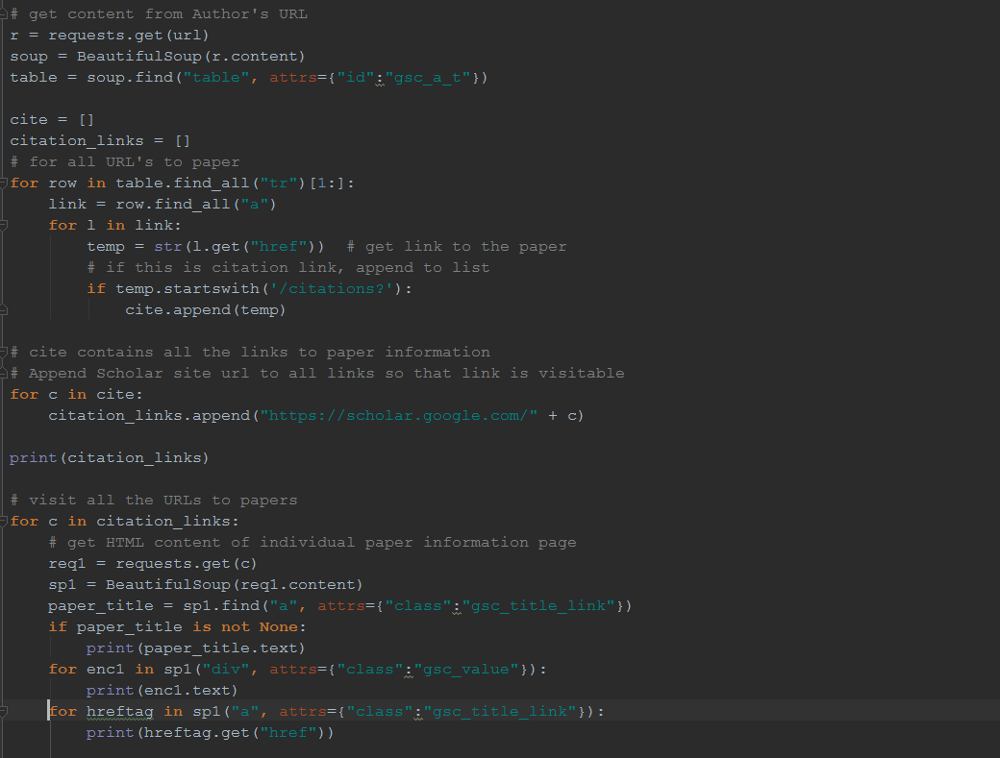 # get content from Author's URL
r = requests.get(url)
soup = BeautifulSoup(r.content)
table = soup.find("table", attrs={"id":"gsc_a_t"})

cite = []
citation_links = []
# for all URL's to paper
for row in table.find_all("tr")[1:]:
    link = row.find_all("a")
    for l in link:
        temp = str(l.get("href"))  # get link to the paper
        # if this is citation link, append to list
        if temp.startswith('/citations?'):
            cite.append(temp)

# cite contains all the links to paper information
# Append Scholar site url to all links so that link is visitable
for c in cite:
    citation_links.append("https://scholar.google.com/" + c)

print(citation_links)

# visit all the URLs to papers
for c in citation_links:
    # get HTML content of individual paper information page
    req1 = requests.get(c)
    sp1 = BeautifulSoup(req1.content)
    paper_title = sp1.find("a", attrs={"class":"gsc_title_link"})
    if paper_title is not None:
        print(paper_title.text)
    for enc1 in sp1("div", attrs={"class":"gsc_value"}):
        print(enc1.text)
    for hreftag in sp1("a", attrs={"class":"gsc_title_link"}):
        print(hreftag.get("href"))